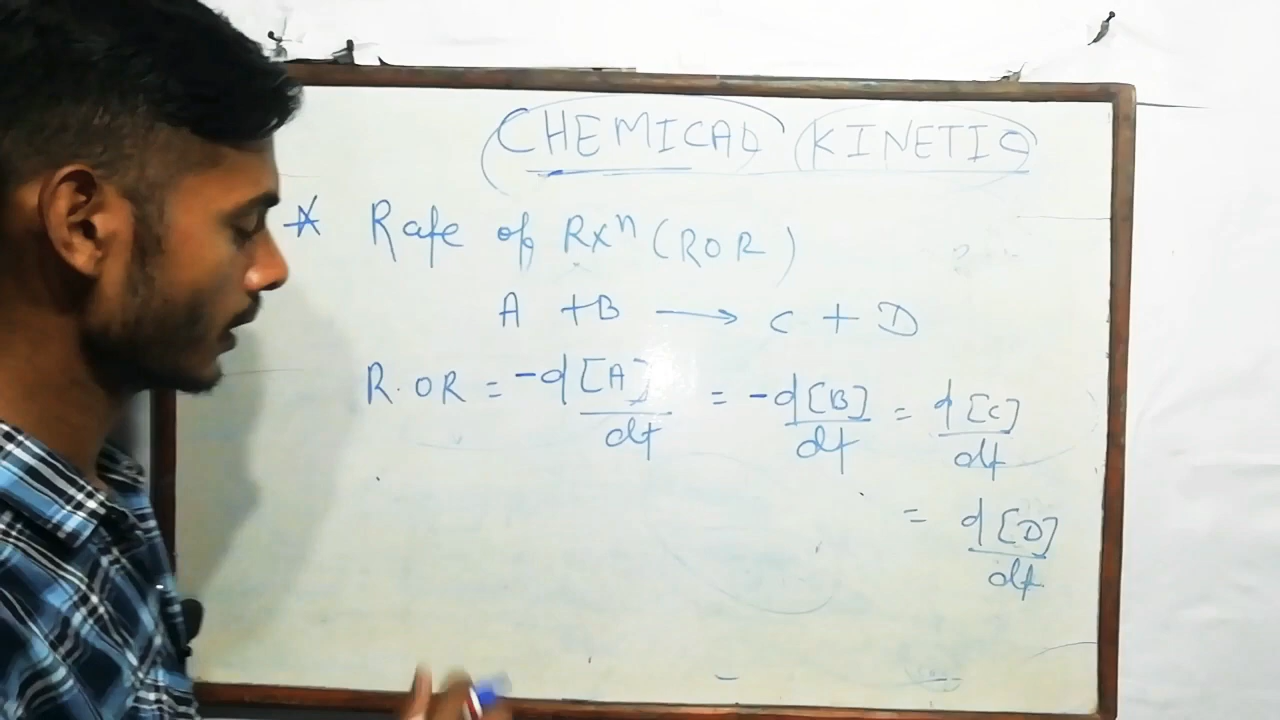 CHEMICAL KINETIC
* Rate of Rxⁿ (ROR)
A + B → C + D
R.OR = -d[A]/dt = -d[B]/dt = d[C]/dt
= d[D]/dt